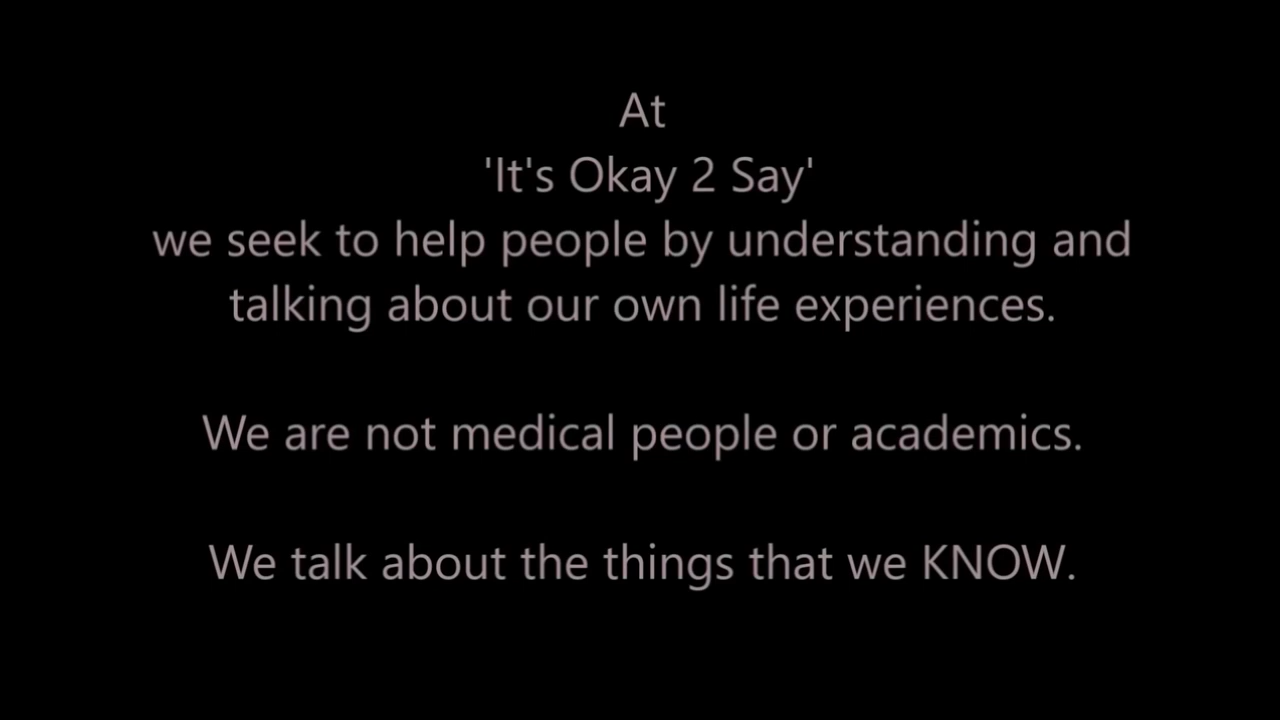 At
'It's Okay 2 Say'
we seek to help people by understanding and
talking about our own life experiences.
We are not medical people or academics.
We talk about the things that we KNOW.